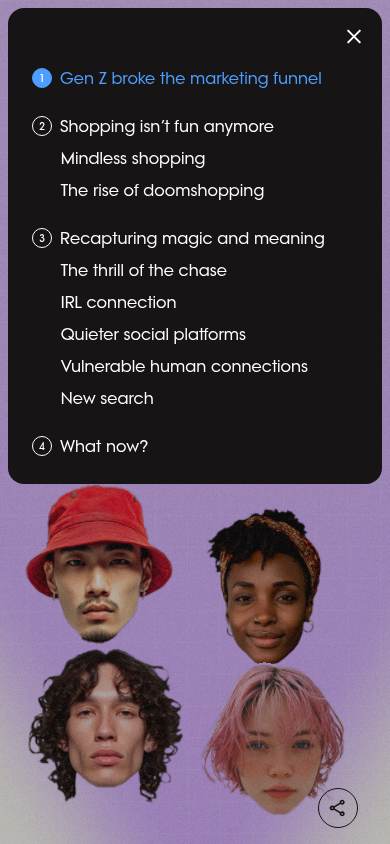 1 Gen Z broke the marketing funnel
2 Shopping isn't fun anymore
Mindless shopping
The rise of doomshopping
3 Recapturing magic and meaning
The thrill of the chase
IRL connection
Quieter social platforms
Vulnerable human connections
New search
4 What now?